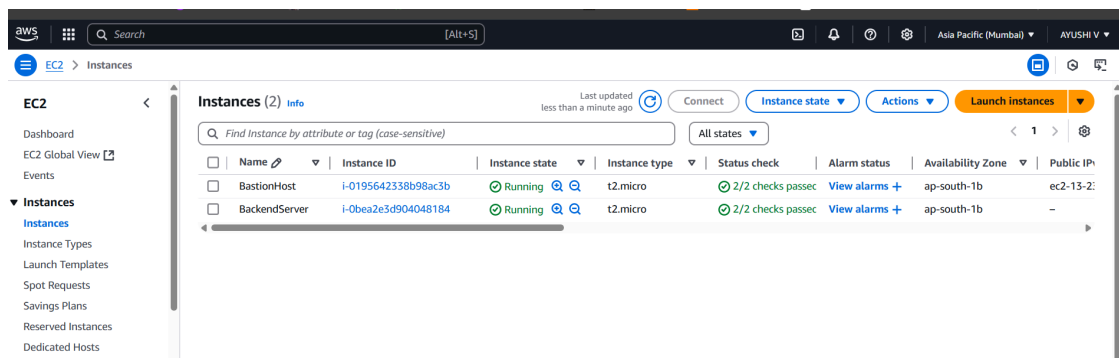 aws Search [Alt+S] Asia Pacific (Mumbai) AYUSHI V
EC2 > Instances
EC2
Dashboard
EC2 Global View
Events
Instances
Instances
Instance Types
Launch Templates
Spot Requests
Savings Plans
Reserved Instances
Dedicated Hosts
Instances (2) Info
Last updated
less than a minute ago
Connect Instance state Actions Launch instances
Find Instance by attribute or tag (case-sensitive) All states 1
Name Instance ID Instance state Instance type Status check Alarm status Availability Zone Public IPv
BastionHost i-0195642338b98ac3b Running t2.micro 2/2 checks passec View alarms + ap-south-1b ec2-13-23
BackendServer i-0bea2e3d904048184 Running t2.micro 2/2 checks passec View alarms + ap-south-1b –